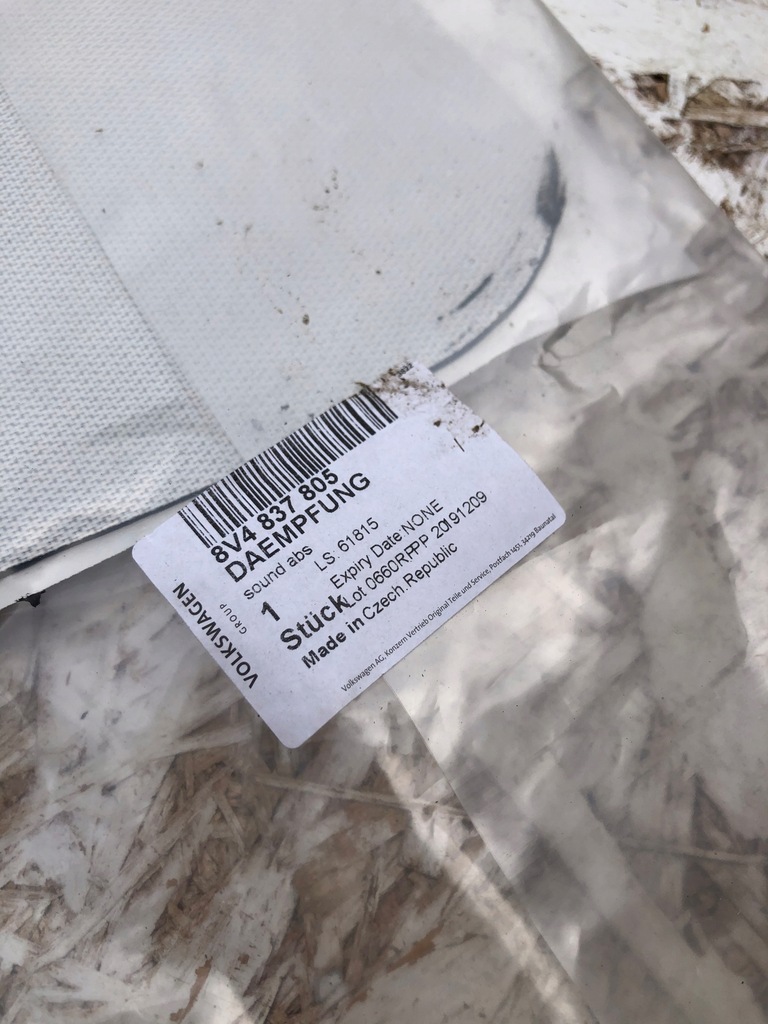 8V4 837 805
DAEMPFUNG
sound abs
LS: 61815
1
Expiry Date:NONE
Stück
Lot 0660RPPP 20191209
Made in Czech.Republic
VOLKSWAGEN
GROUP
Volkswagen AG, Konzern Vertrieb Original Teile und Service, Postfach 1451, 34219 Baunatal